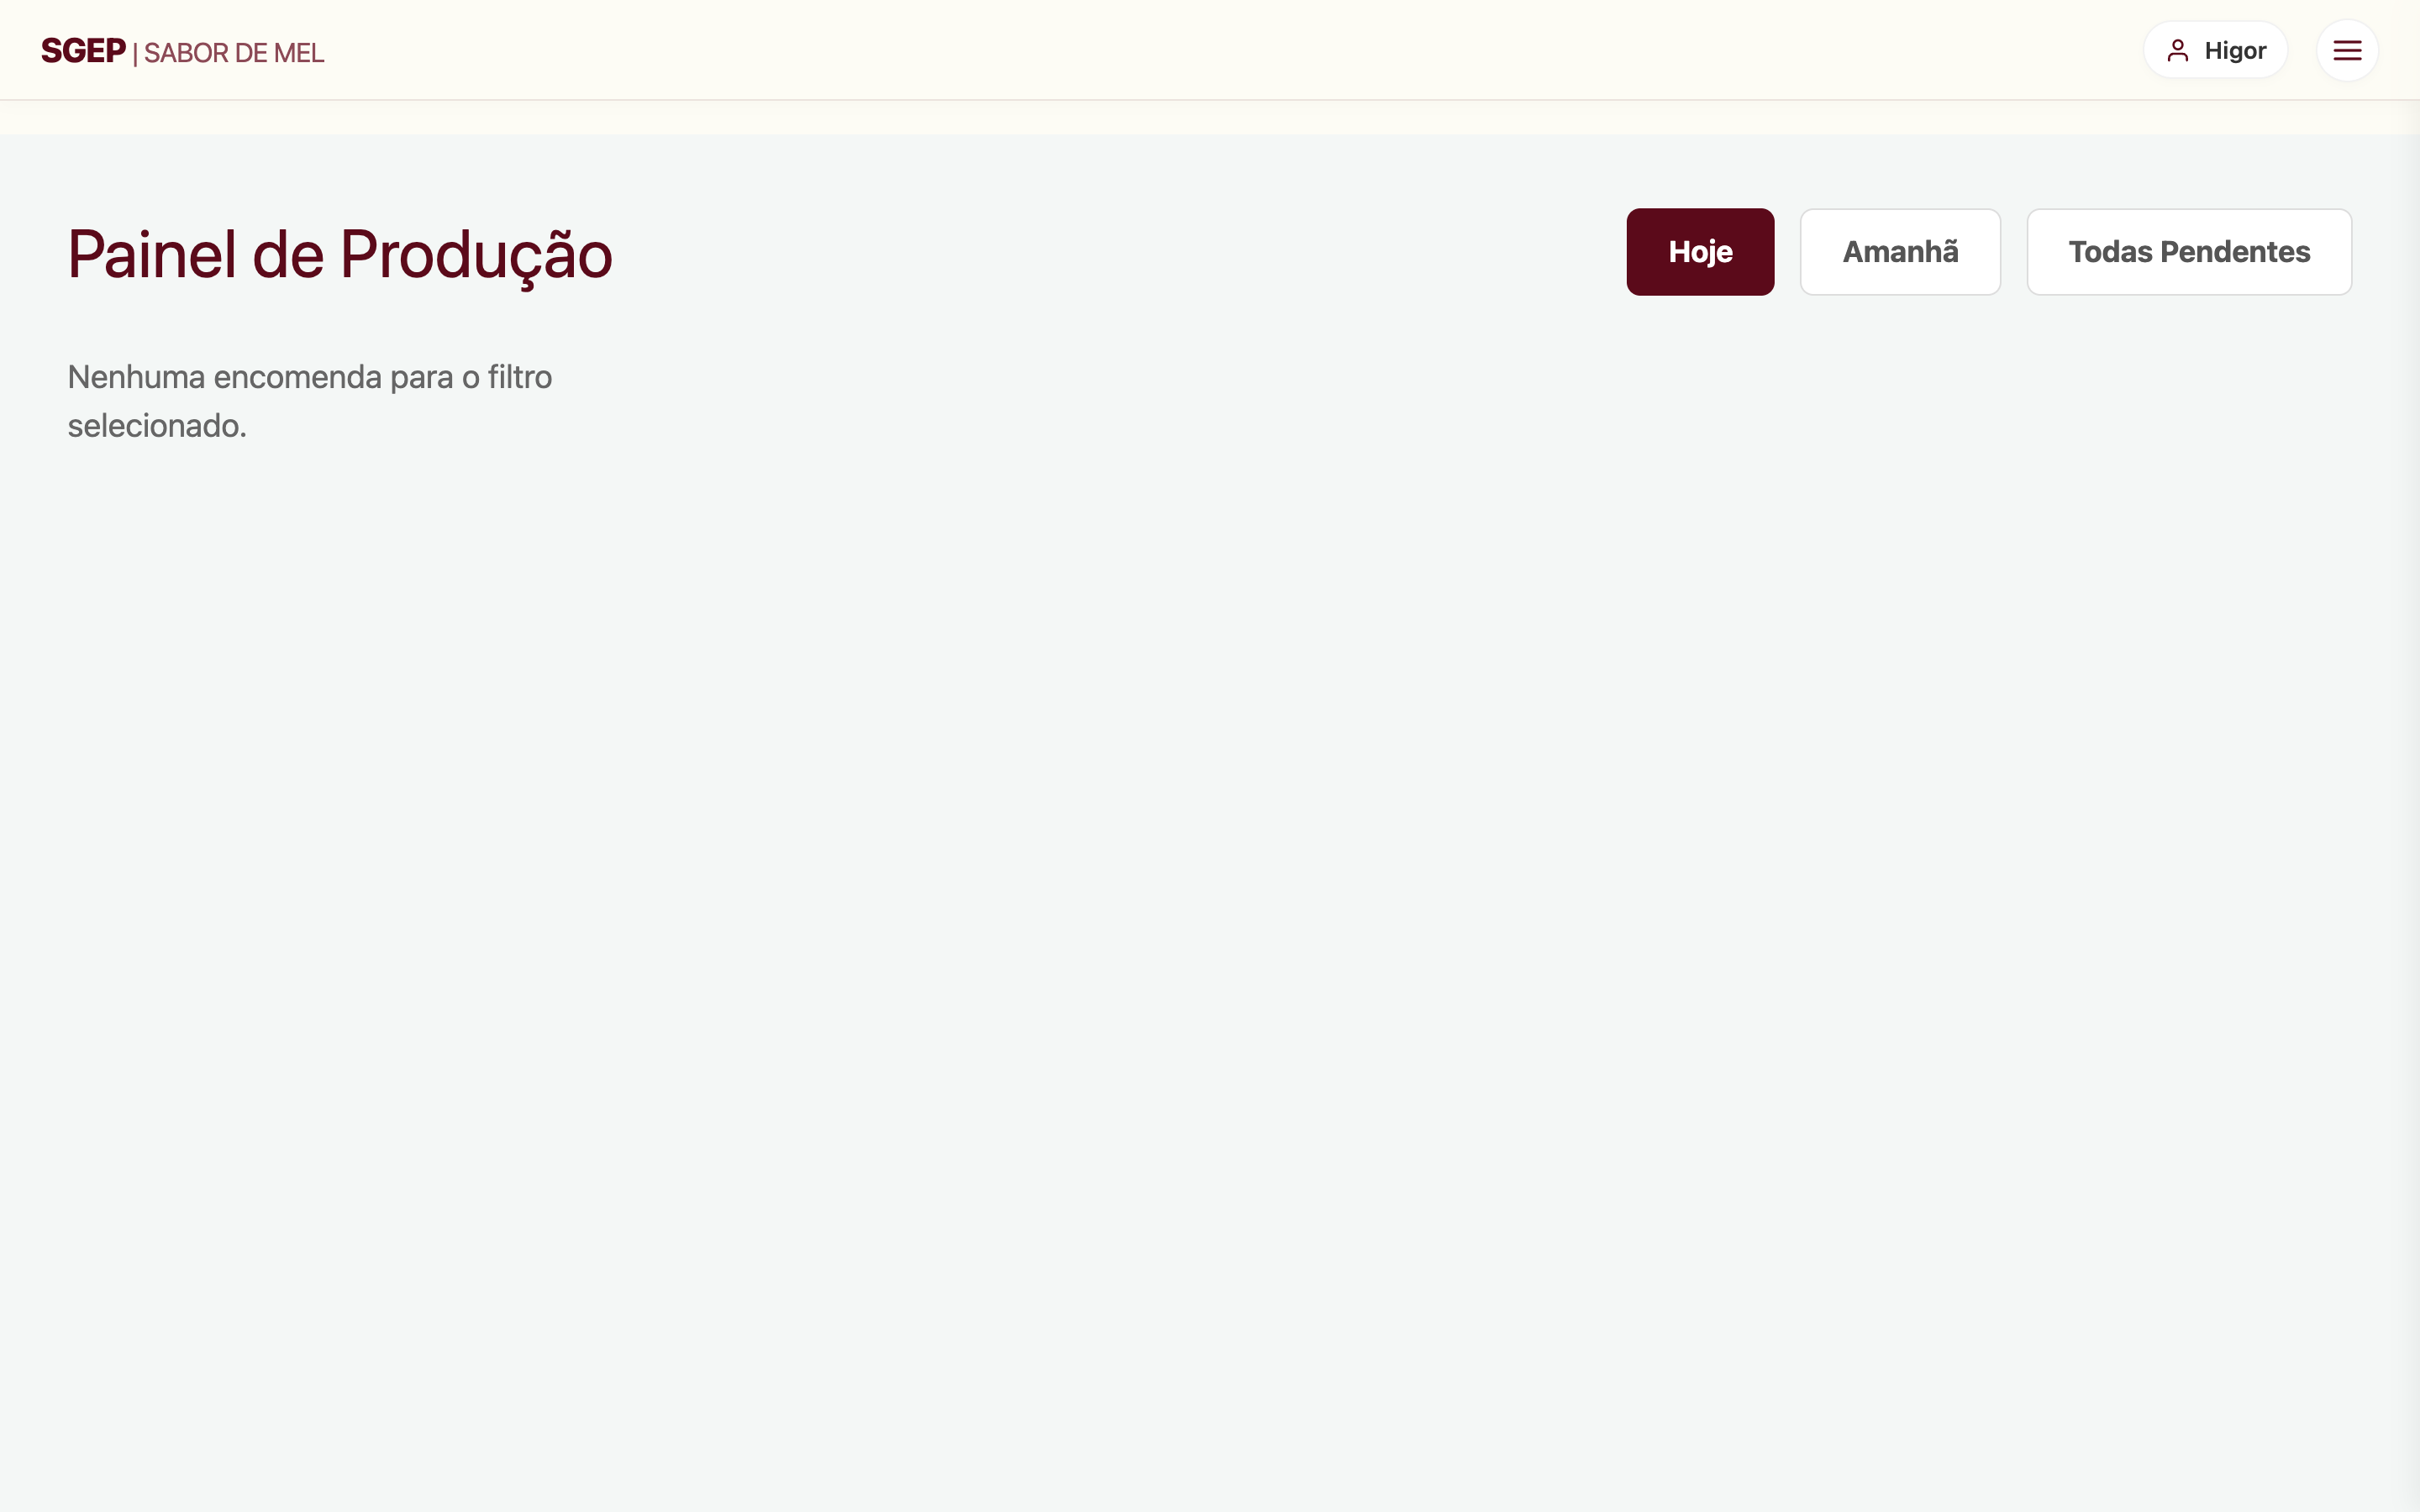 SGEP | SABOR DE MEL
Higor
Painel de Produção
Hoje
Amanhã
Todas Pendentes
Nenhuma encomenda para o filtro
selecionado.